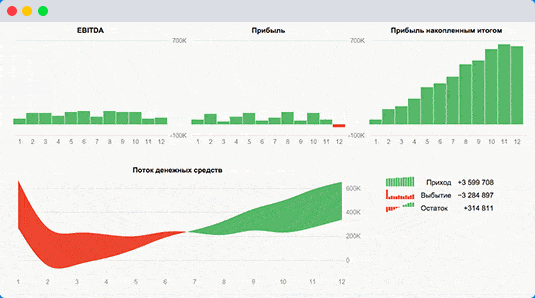 EBITDA
Прибыль
Прибыль накопленным итогом
700K
700K
-100K
-100K
1 2 3 4 5 6 7 8 9 10 11 12
1 2 3 4 5 6 7 8 9 10 11 12
1 2 3 4 5 6 7 8 9 10 11 12
Поток денежных средств
600K
400K
200K
0
1 2 3 4 5 6 7 8 9 10 11 12
Приход +3 599 708
Выбытие −3 284 897
Остаток +314 811